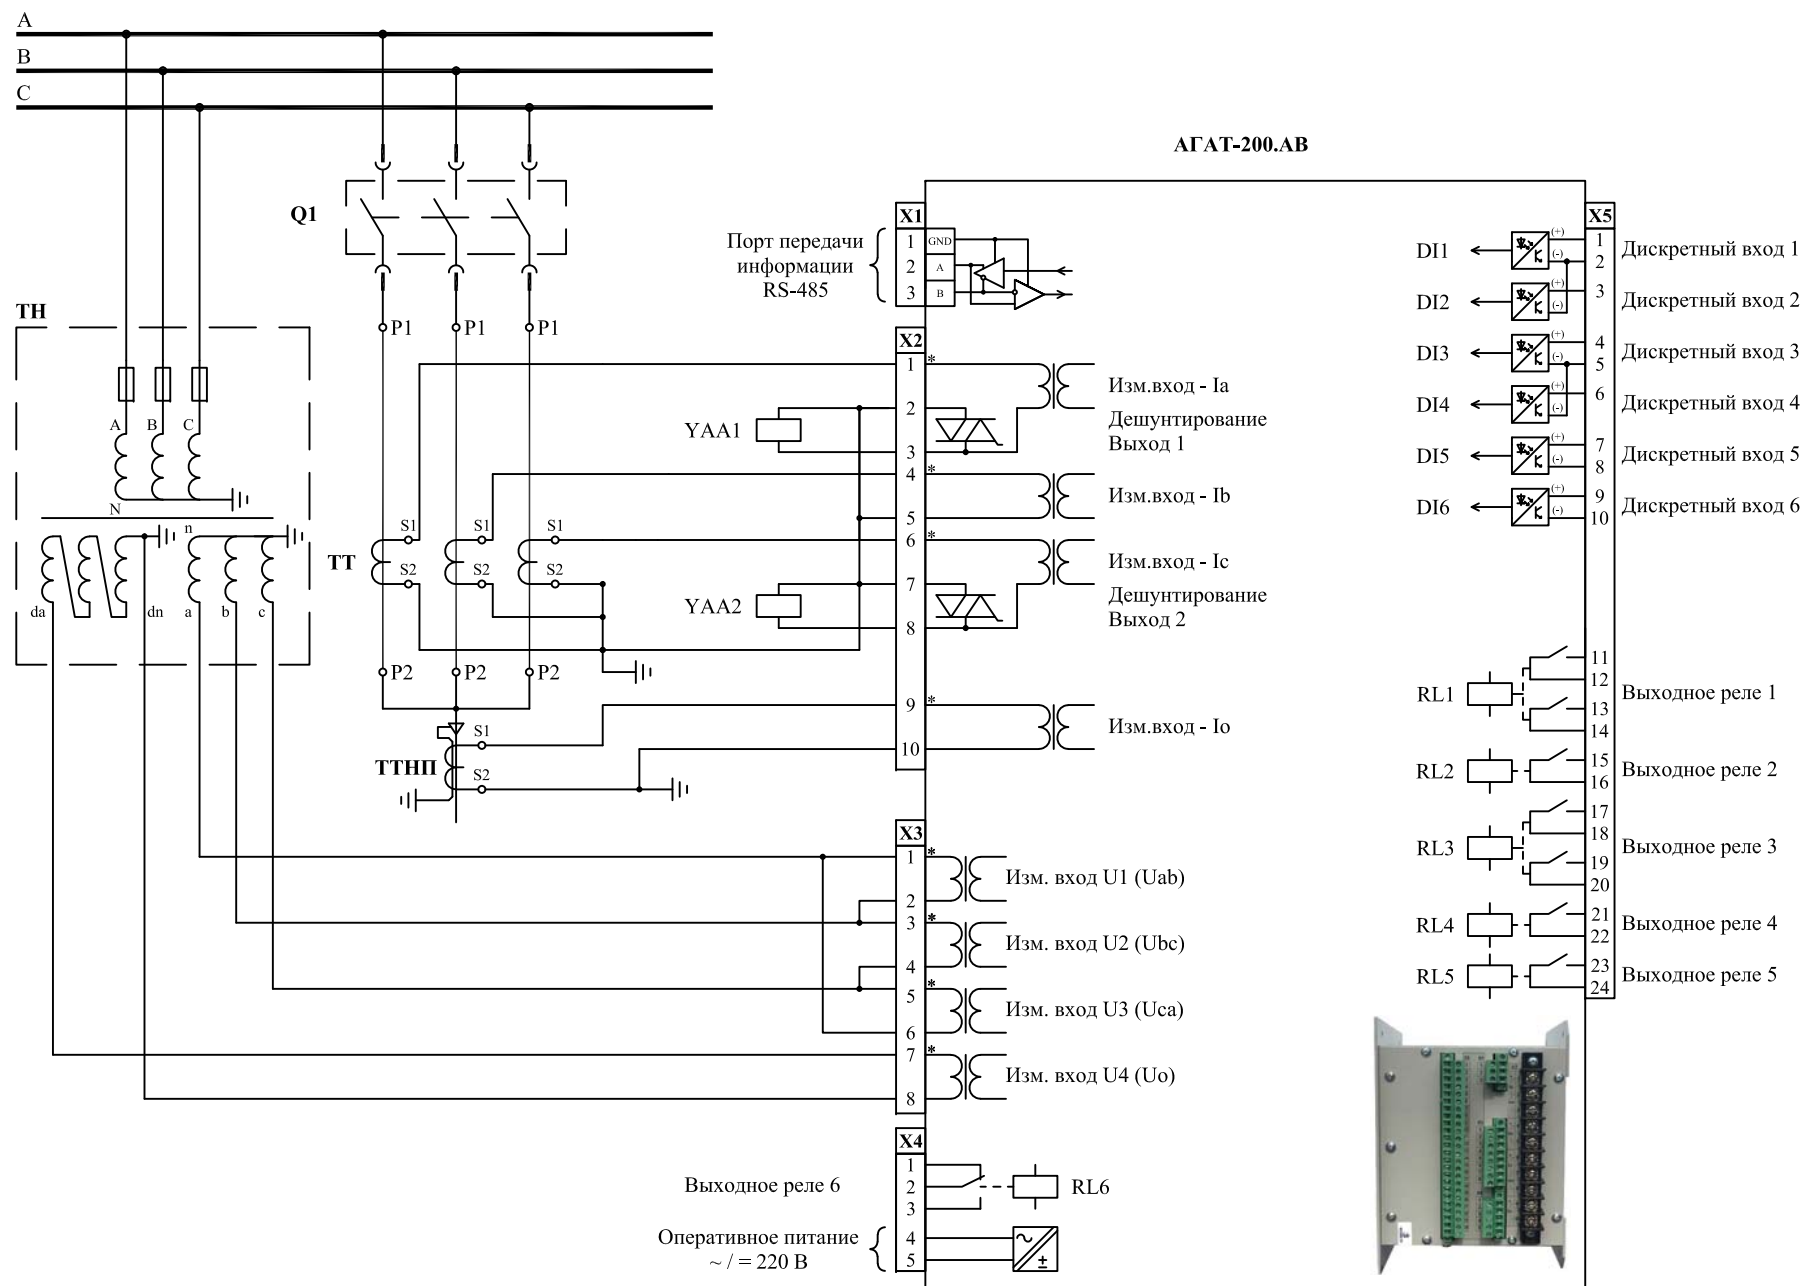 A
B
C
АГАТ-200.АВ
Q1
P1
P1
P1
ТН
A
B
C
N
n
da
dn
a
b
c
ТТ
S1
S1
S1
S2
S2
S2
P2
P2
P2
ТТНП
S1
S2
Порт передачи
информации
RS-485
X1
1 GND
2 A
3 B
YAA1
YAA2
X2
1 *
2
3
4 *
5
6 *
7
8
9 *
10
Изм.вход - Ia
Дешунтирование
Выход 1
Изм.вход - Ib
Изм.вход - Ic
Дешунтирование
Выход 2
Изм.вход - Io
X3
1 *
2
3 *
4
5 *
6
7 *
8
Изм. вход U1 (Uab)
Изм. вход U2 (Ubc)
Изм. вход U3 (Uca)
Изм. вход U4 (Uo)
X4
1
2
3
4
5
Выходное реле 6
RL6
Оперативное питание
~ / = 220 В
~
±
X5
DI1 (+) 1 Дискретный вход 1
(-) 2
DI2 (+) 3 Дискретный вход 2
(-)
DI3 (+) 4 Дискретный вход 3
(-) 5
DI4 (+) 6 Дискретный вход 4
(-)
DI5 (+) 7 Дискретный вход 5
(-) 8
DI6 (+) 9 Дискретный вход 6
(-) 10
RL1 11 Выходное реле 1
12
13
14
RL2 15 Выходное реле 2
16
RL3 17 Выходное реле 3
18
19
20
RL4 21 Выходное реле 4
22
RL5 23 Выходное реле 5
24